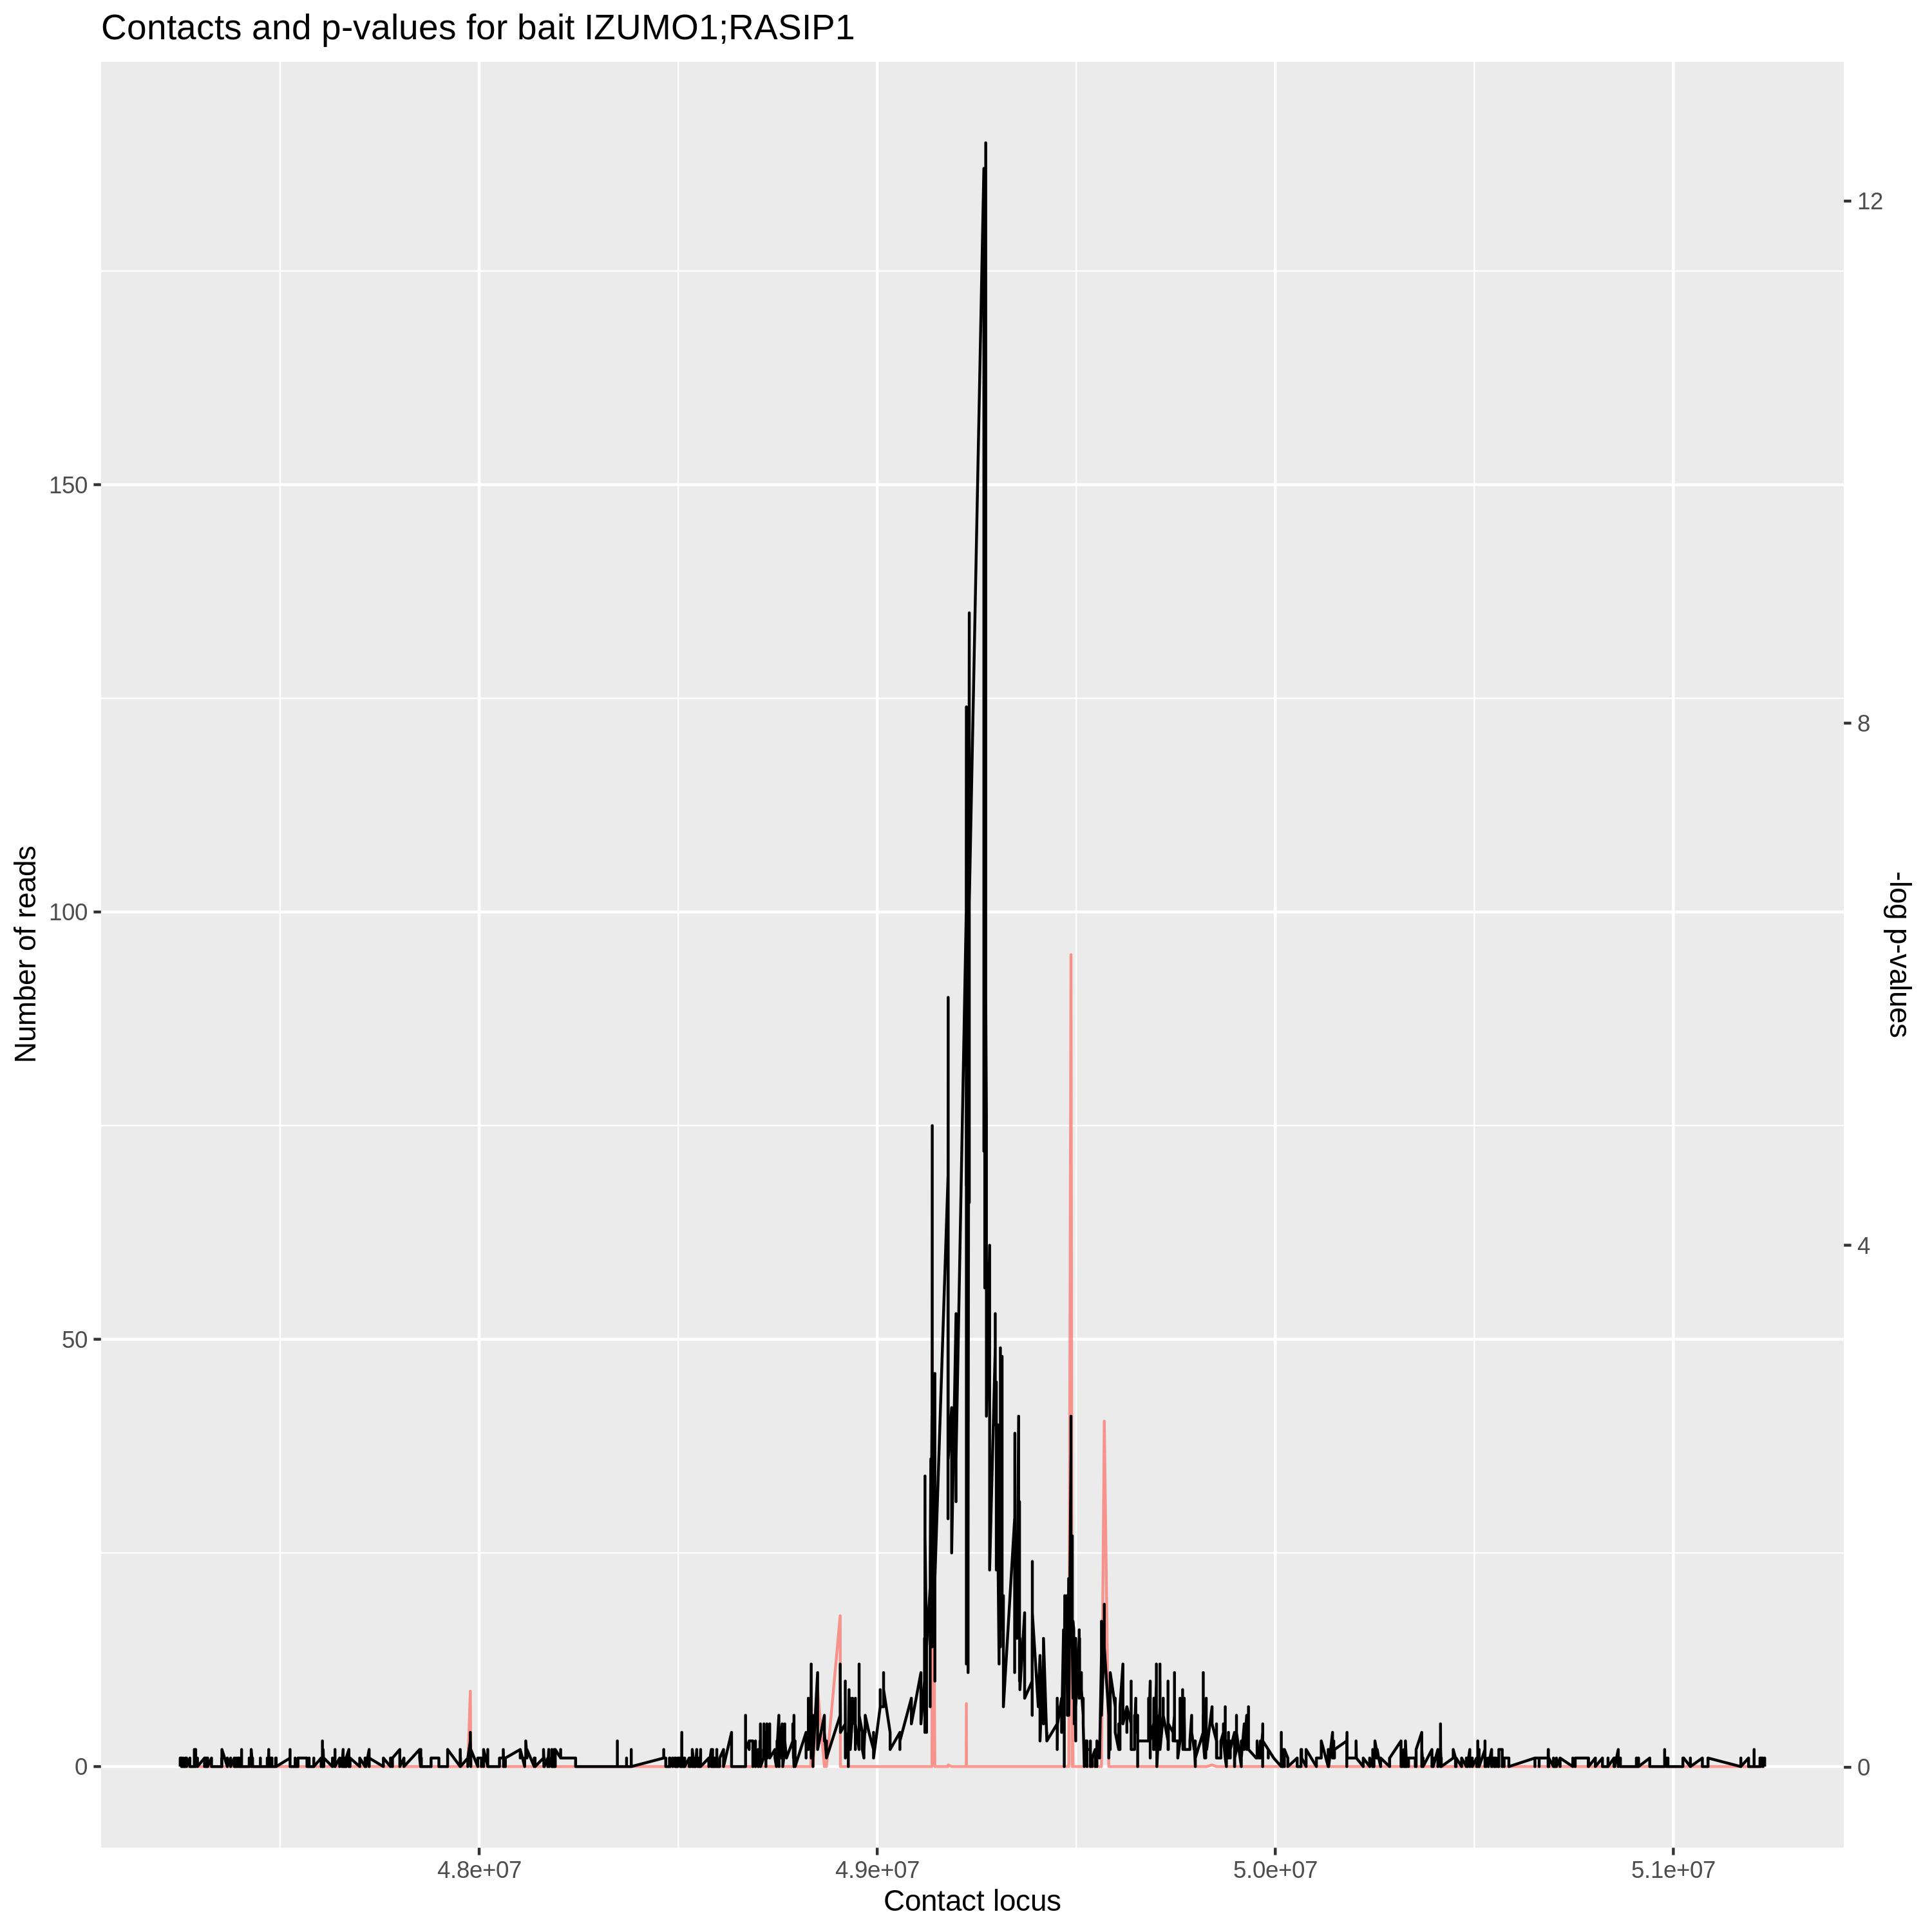 Contacts and p-values for bait IZUMO1;RASIP1
12
150
8
100
Number of reads
-log p-values
4
50
0
0
4.8e+07
4.9e+07
5.0e+07
5.1e+07
Contact locus